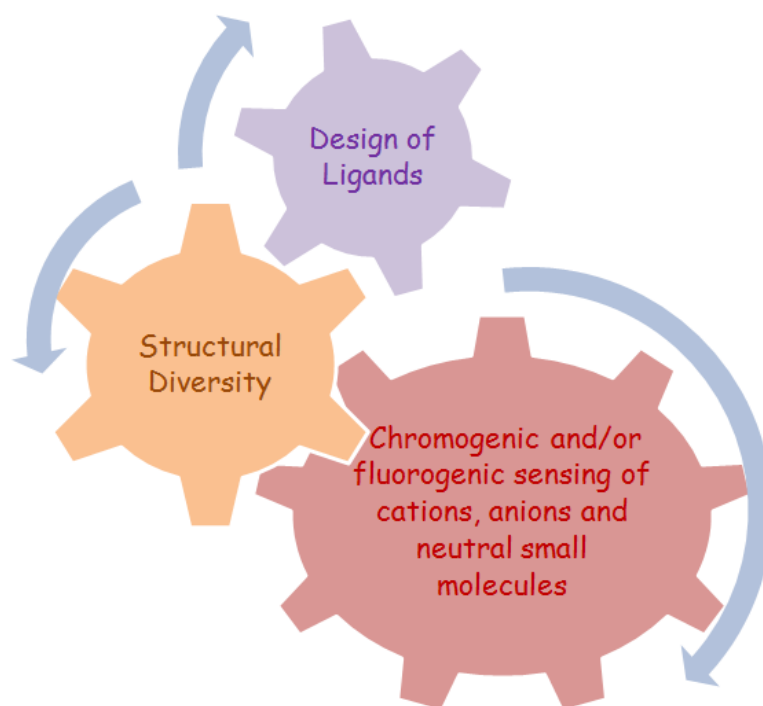 Design of
Ligands
Structural
Diversity
Chromogenic and/or
fluorogenic sensing of
cations, anions and
neutral small
molecules